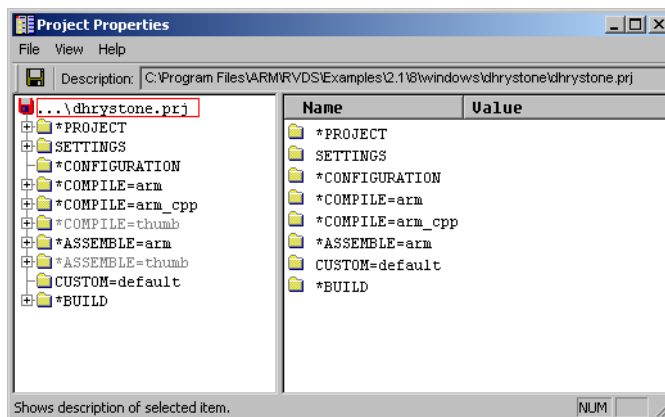 Project Properties
File View Help
Description: C:\Program Files\ARM\RVDS\Examples\2.1\8\windows\dhrystone\dhrystone.prj
...\dhrystone.prj
*PROJECT
SETTINGS
*CONFIGURATION
*COMPILE=arm
*COMPILE=arm_cpp
*COMPILE=thumb
*ASSEMBLE=arm
*ASSEMBLE=thumb
CUSTOM=default
*BUILD
Name Value
*PROJECT
SETTINGS
*CONFIGURATION
*COMPILE=arm
*COMPILE=arm_cpp
*ASSEMBLE=arm
CUSTOM=default
*BUILD
Shows description of selected item. NUM